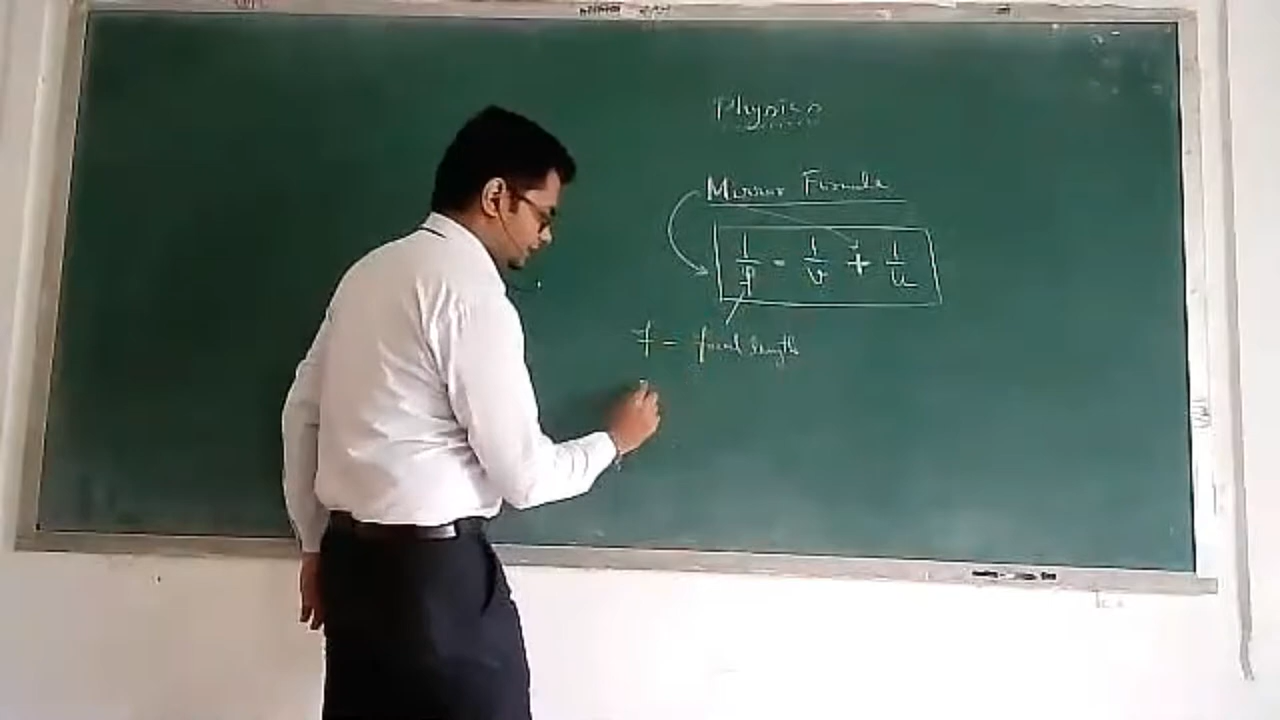 Physics
Mirror Formula
1/f = 1/v + 1/u
f - focal length